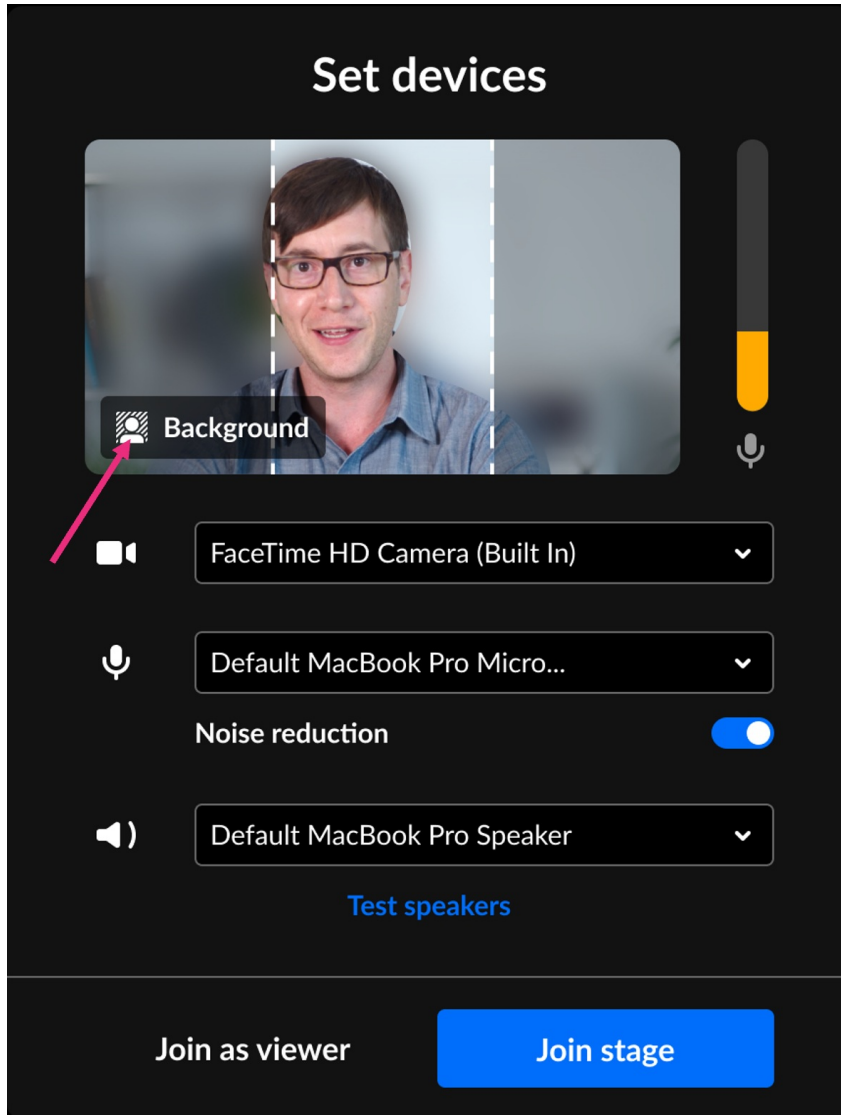 Set devices
Background
FaceTime HD Camera (Built In)
Default MacBook Pro Micro...
Noise reduction
Default MacBook Pro Speaker
Test speakers
Join as viewer
Join stage